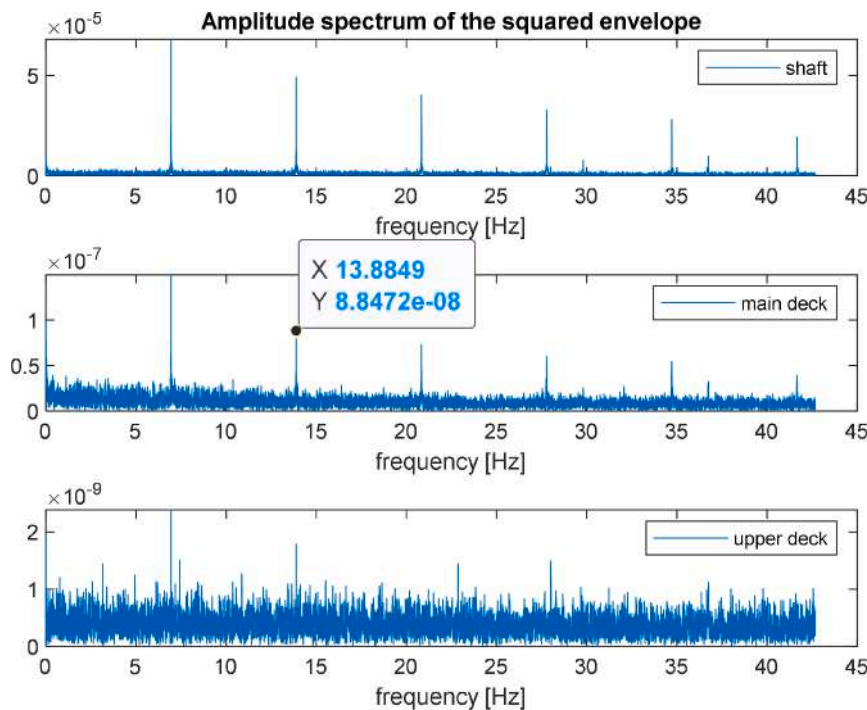 Amplitude spectrum of the squared envelope
×10-5
5
0
shaft
0 5 10 15 20 25 30 35 40 45
frequency [Hz]
×10-7
1
0.5
0
X 13.8849
Y 8.8472e-08
main deck
0 5 10 15 20 25 30 35 40 45
frequency [Hz]
×10-9
2
1
0
upper deck
0 5 10 15 20 25 30 35 40 45
frequency [Hz]